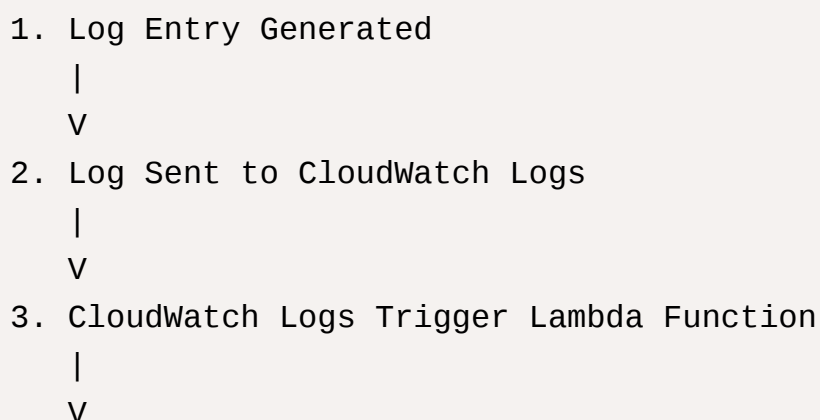 1. Log Entry Generated
   |
   V
2. Log Sent to CloudWatch Logs
   |
   V
3. CloudWatch Logs Trigger Lambda Function
   |
   V